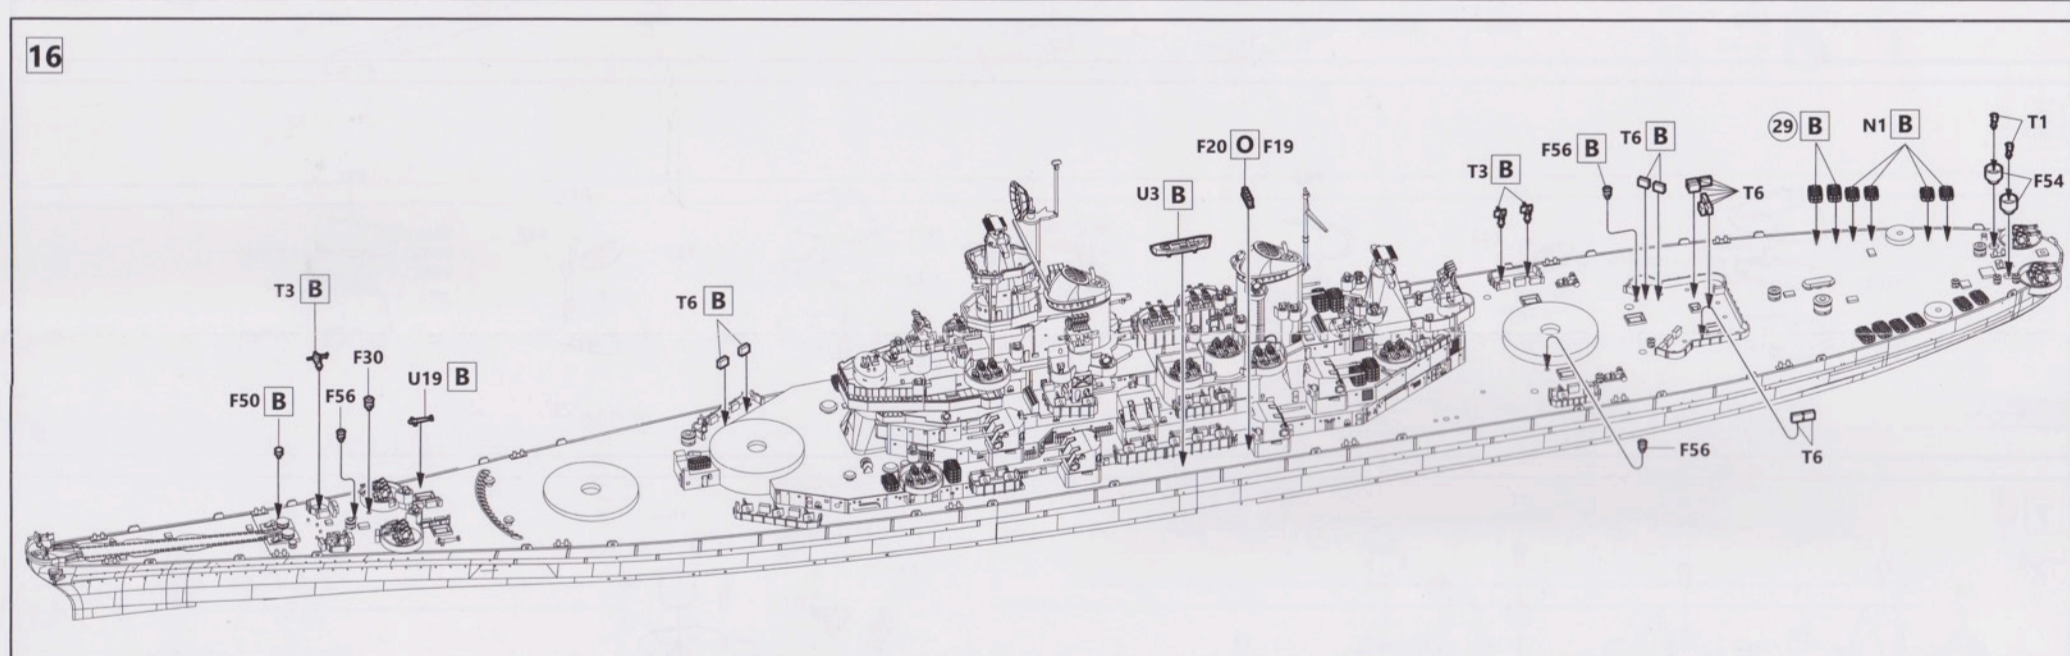 16
F20 O F19
29 B
N1 B
T1
F56 B
T6 B
T3 B
T6
F54
U3 B
T3 B
T6 B
F30
U19 B
F50 B
F56
F56
T6